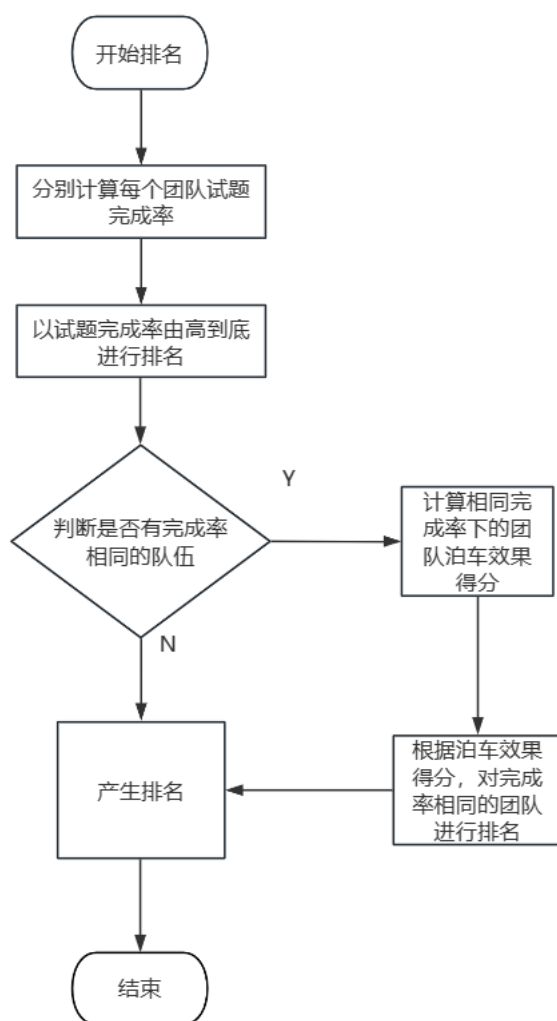 开始排名
分别计算每个团队试题
完成率
以试题完成率由高到底
进行排名
判断是否有完成率
相同的队伍
Y
计算相同完
成率下的团
队泊车效果
得分
N
根据泊车效果
得分，对完成
率相同的团队
进行排名
产生排名
结束